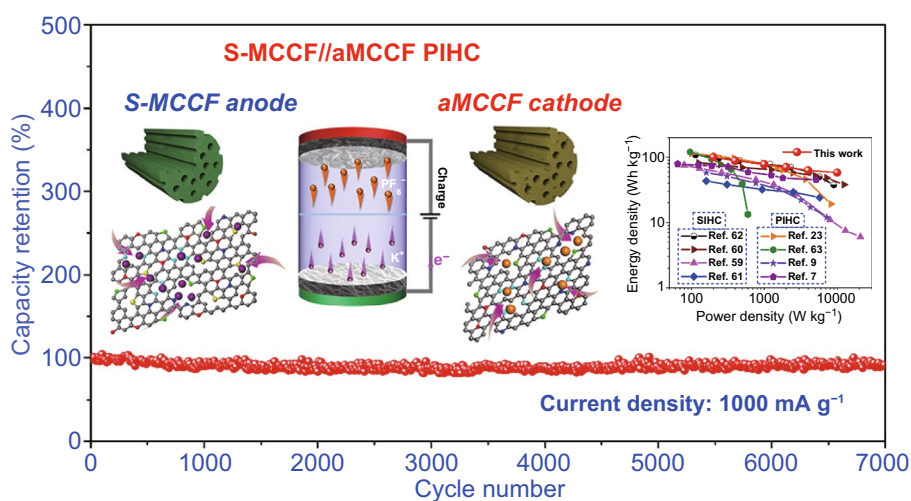 S-MCCF//aMCCF PIHC
S-MCCF anode
aMCCF cathode
PF₆⁻
K⁺
Charge
e⁻
Capacity retention (%)
500
400
300
200
100
0
0 1000 2000 3000 4000 5000 6000 7000
Cycle number
Current density: 1000 mA g⁻¹
Energy density (Wh kg⁻¹)
100
10
1
This work
SIHC PIHC
Ref. 62 Ref. 23
Ref. 60 Ref. 63
Ref. 59 Ref. 9
Ref. 61 Ref. 7
100 1000 10000
Power density (W kg⁻¹)